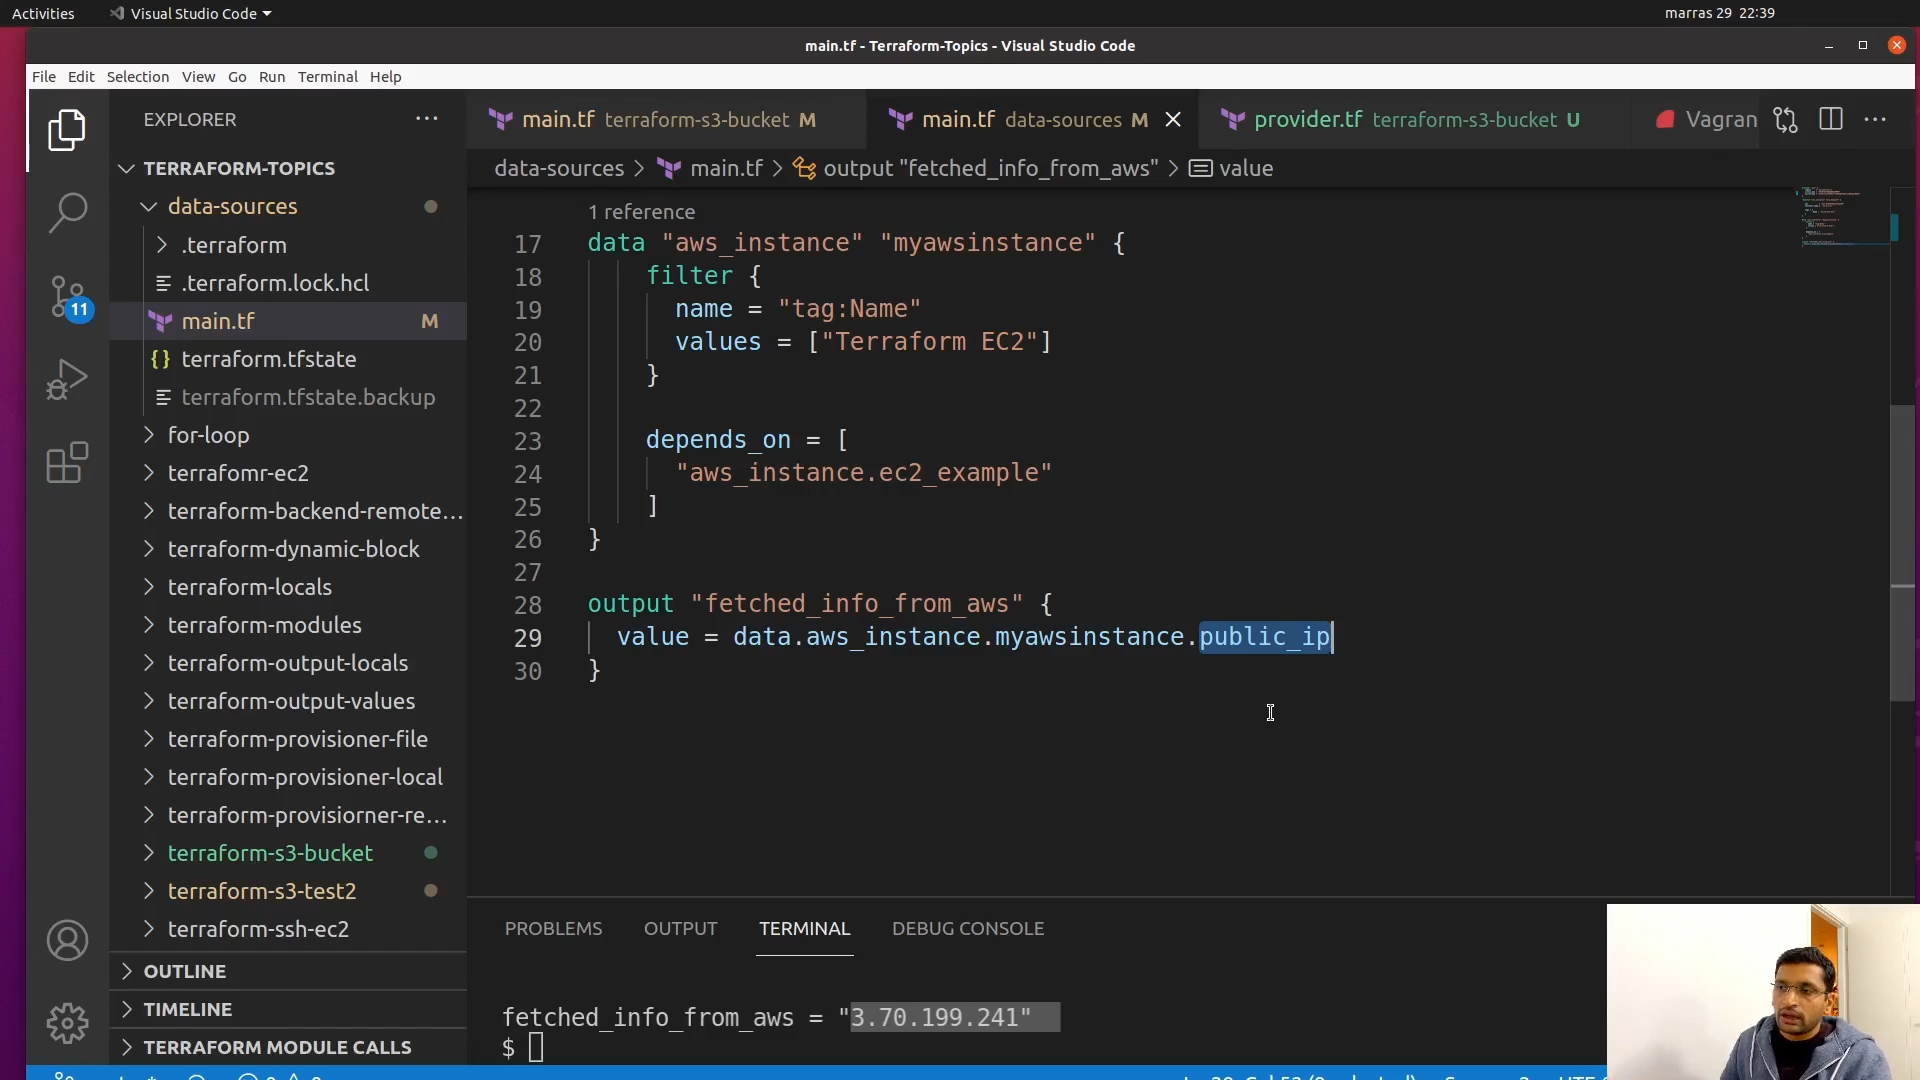 Activities
Visual Studio Code
marras 29 22:39
main.tf - Terraform-Topics - Visual Studio Code
File Edit Selection View Go Run Terminal Help
EXPLORER
TERRAFORM-TOPICS
data-sources
.terraform
.terraform.lock.hcl
main.tf M
terraform.tfstate
terraform.tfstate.backup
for-loop
terrafomr-ec2
terraform-backend-remote...
terraform-dynamic-block
terraform-locals
terraform-modules
terraform-output-locals
terraform-output-values
terraform-provisioner-file
terraform-provisioner-local
terraform-provisiorner-re...
terraform-s3-bucket
terraform-s3-test2
terraform-ssh-ec2
OUTLINE
TIMELINE
TERRAFORM MODULE CALLS
11
main.tf terraform-s3-bucket M
main.tf data-sources M
provider.tf terraform-s3-bucket U
Vagran
data-sources > main.tf > output "fetched_info_from_aws" > value
1 reference
17 data "aws_instance" "myawsinstance" {
18 filter {
19 name = "tag:Name"
20 values = ["Terraform EC2"]
21 }
22
23 depends_on = [
24 "aws_instance.ec2_example"
25 ]
26 }
27
28 output "fetched_info_from_aws" {
29 value = data.aws_instance.myawsinstance.public_ip
30 }
PROBLEMS OUTPUT TERMINAL DEBUG CONSOLE
fetched_info_from_aws = "3.70.199.241"
$